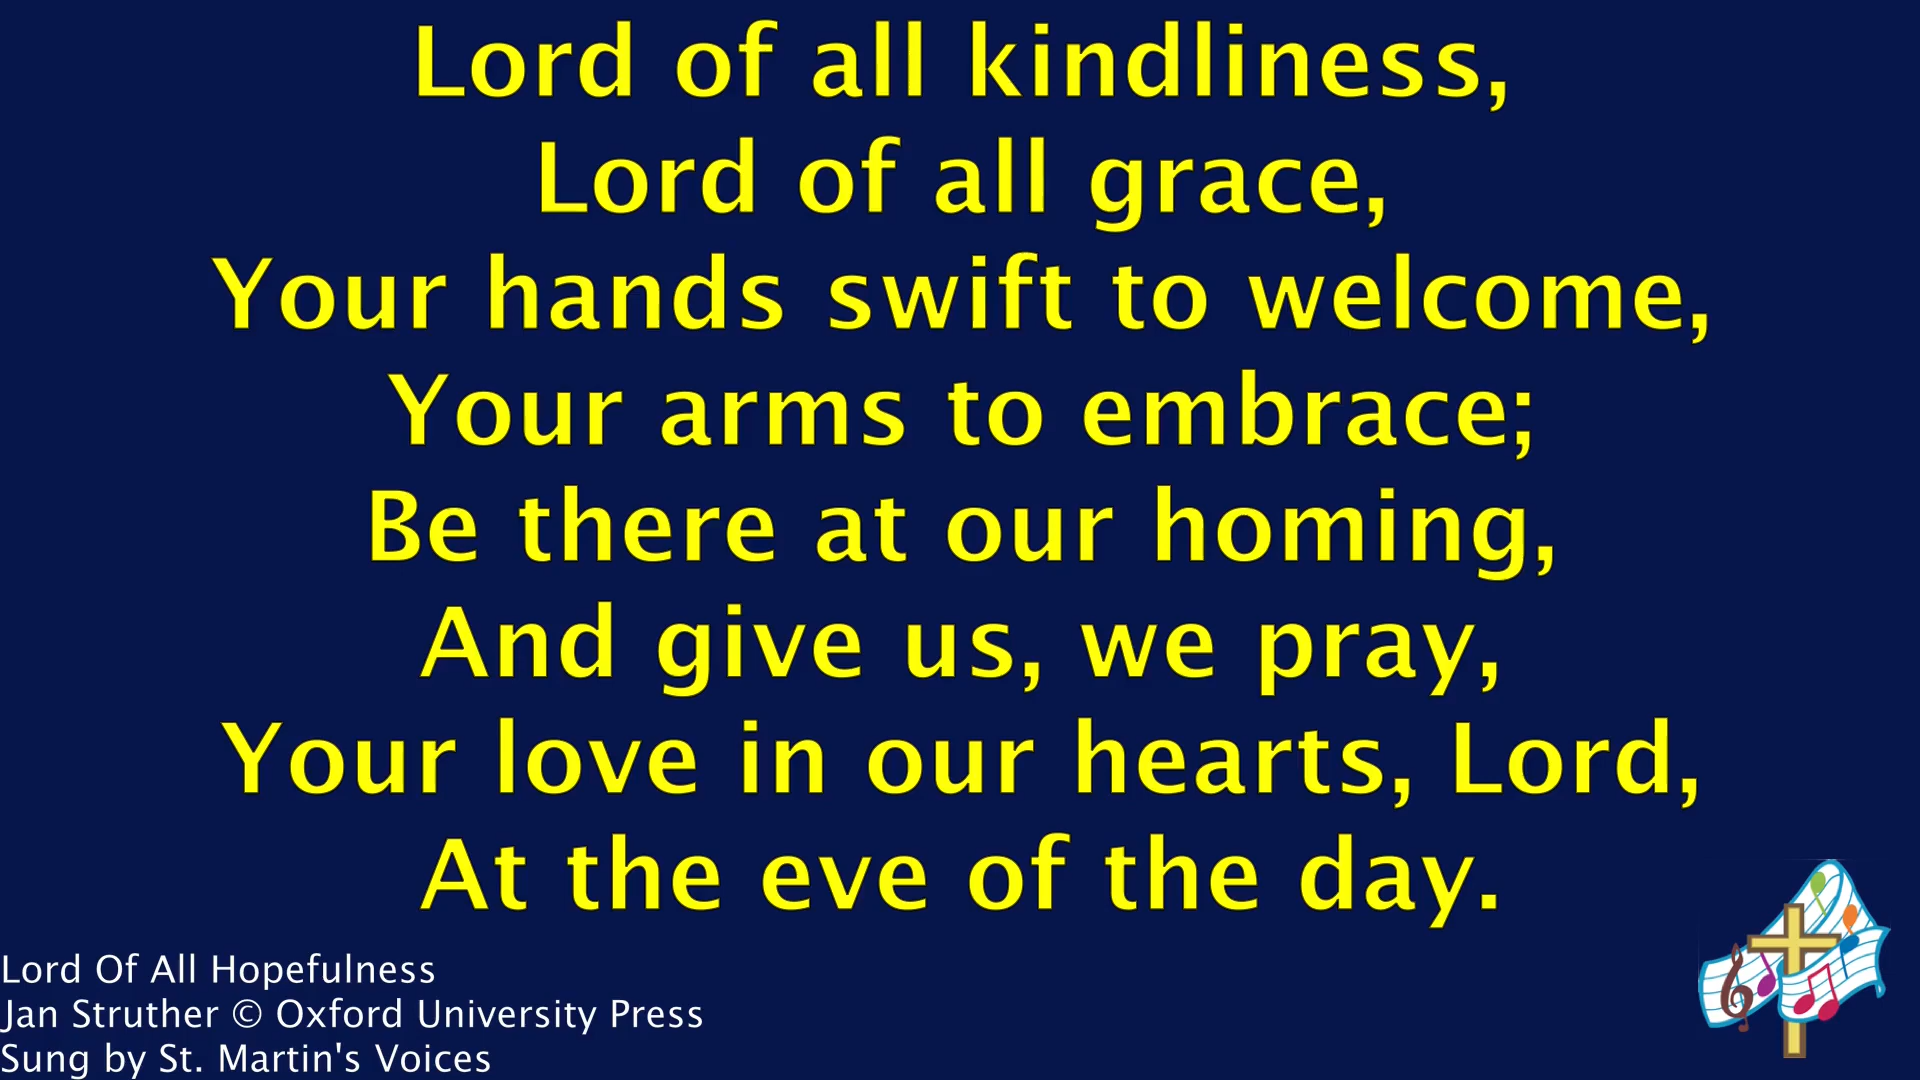 Lord of all kindliness,
Lord of all grace,
Your hands swift to welcome,
Your arms to embrace;
Be there at our homing,
And give us, we pray,
Your love in our hearts, Lord,
At the eve of the day.
Lord Of All Hopefulness
Jan Struther © Oxford University Press
Sung by St. Martin's Voices